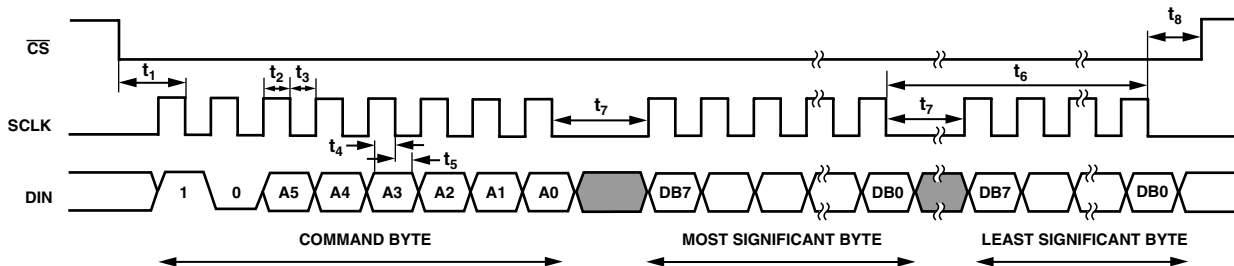 t8
CS
t1
t2 t3
t6
t7
t7
SCLK
t4
t5
DIN
1 0 A5 A4 A3 A2 A1 A0 DB7 DB0 DB7 DB0
COMMAND BYTE MOST SIGNIFICANT BYTE LEAST SIGNIFICANT BYTE